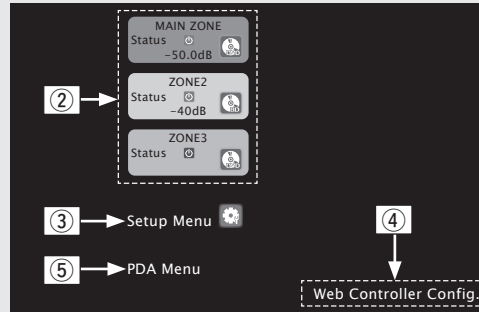 MAIN ZONE
Status
-50.0dB
② ZONE2
Status
-40dB
ZONE3
Status
③ Setup Menu
④
⑤ PDA Menu
Web Controller Config.